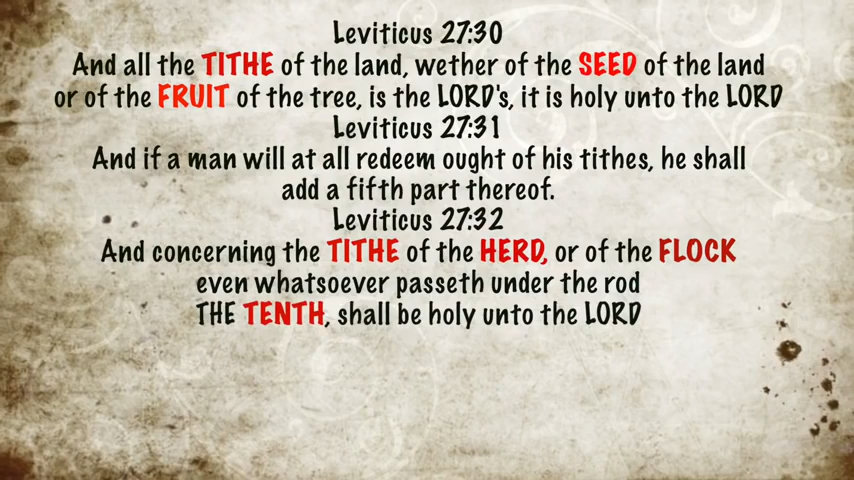 Leviticus 27:30
And all the TITHE of the land, wether of the SEED of the land
or of the FRUIT of the tree, is the LORD's, it is holy unto the LORD
Leviticus 27:31
And if a man will at all redeem ought of his tithes, he shall
add a fifth part thereof.
Leviticus 27:32
And concerning the TITHE of the HERD, or of the FLOCK
even whatsoever passeth under the rod
THE TENTH, shall be holy unto the LORD